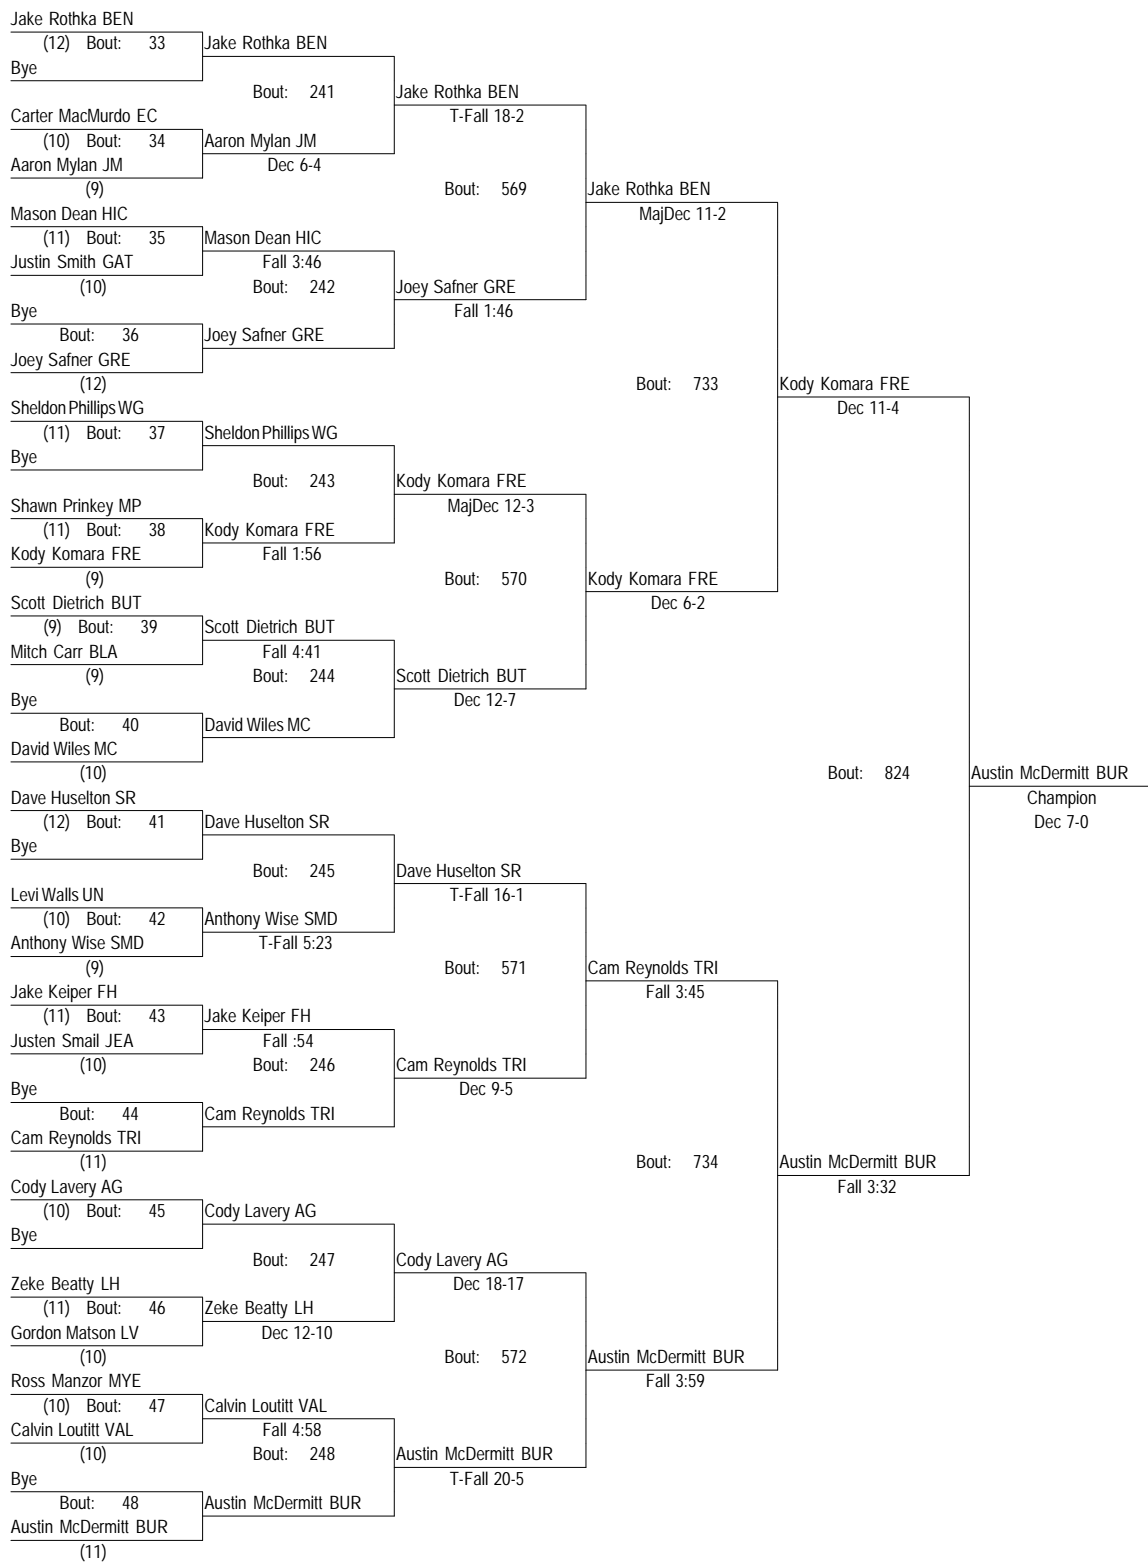 Jake Rothka BEN
(12) Bout: 33 Jake Rothka BEN
Bye
Bout: 241 Jake Rothka BEN
Carter MacMurdo EC T-Fall 18-2
(10) Bout: 34 Aaron Mylan JM
Aaron Mylan JM Dec 6-4
(9) Bout: 569 Jake Rothka BEN
Mason Dean HIC MajDec 11-2
(11) Bout: 35 Mason Dean HIC
Justin Smith GAT Fall 3:46
(10) Bout: 242 Joey Safner GRE
Bye Fall 1:46
Bout: 36 Joey Safner GRE
Joey Safner GRE
(12) Bout: 733 Kody Komara FRE
Sheldon Phillips WG Dec 11-4
(11) Bout: 37 Sheldon Phillips WG
Bye
Bout: 243 Kody Komara FRE
Shawn Prinkey MP MajDec 12-3
(11) Bout: 38 Kody Komara FRE
Kody Komara FRE Fall 1:56
(9) Bout: 570 Kody Komara FRE
Scott Dietrich BUT Dec 6-2
(9) Bout: 39 Scott Dietrich BUT
Mitch Carr BLA Fall 4:41
(9) Bout: 244 Scott Dietrich BUT
Bye Dec 12-7
Bout: 40 David Wiles MC
David Wiles MC
(10) Bout: 824 Austin McDermitt BUR
Dave Huselton SR Champion
(12) Bout: 41 Dave Huselton SR Dec 7-0
Bye
Bout: 245 Dave Huselton SR
Levi Walls UN T-Fall 16-1
(10) Bout: 42 Anthony Wise SMD
Anthony Wise SMD T-Fall 5:23
(9) Bout: 571 Cam Reynolds TRI
Jake Keiper FH Fall 3:45
(11) Bout: 43 Jake Keiper FH
Justen Smail JEA Fall :54
(10) Bout: 246 Cam Reynolds TRI
Bye Dec 9-5
Bout: 44 Cam Reynolds TRI
Cam Reynolds TRI
(11) Bout: 734 Austin McDermitt BUR
Cody Lavery AG Fall 3:32
(10) Bout: 45 Cody Lavery AG
Bye
Bout: 247 Cody Lavery AG
Zeke Beatty LH Dec 18-17
(11) Bout: 46 Zeke Beatty LH
Gordon Matson LV Dec 12-10
(10) Bout: 572 Austin McDermitt BUR
Ross Manzor MYE Fall 3:59
(10) Bout: 47 Calvin Loutitt VAL
Calvin Loutitt VAL Fall 4:58
(10) Bout: 248 Austin McDermitt BUR
Bye T-Fall 20-5
Bout: 48 Austin McDermitt BUR
Austin McDermitt BUR
(11)